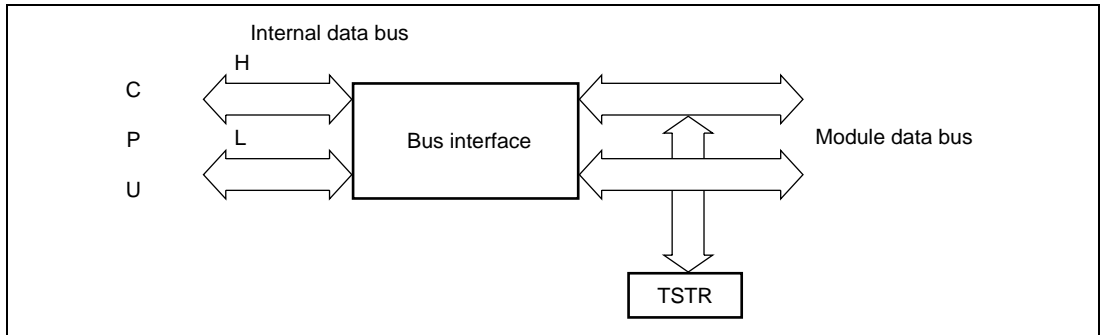 Internal data bus
H
C
P
L
U
Bus interface
Module data bus
TSTR